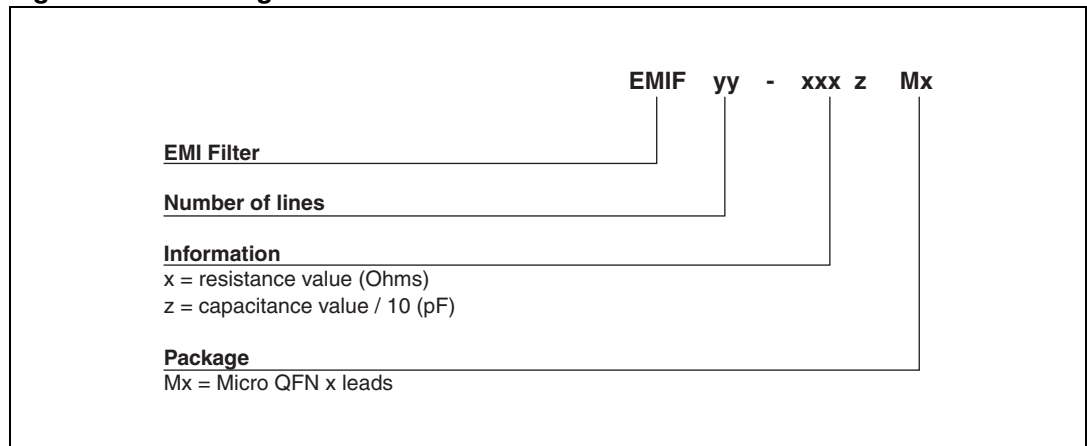 EMIF yy - xxx z Mx
EMI Filter
Number of lines
Information
x = resistance value (Ohms)
z = capacitance value / 10 (pF)
Package
Mx = Micro QFN x leads